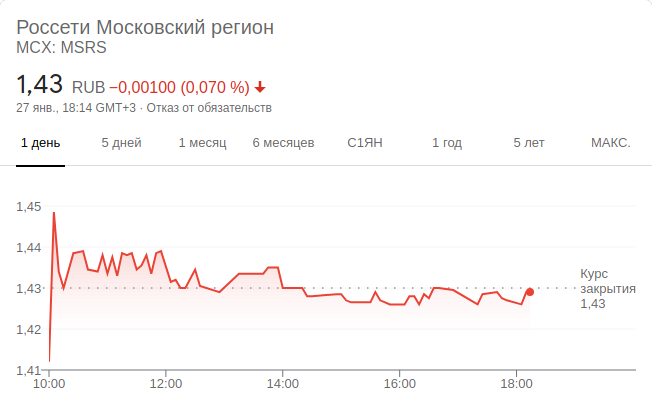 Россети Московский регион
MCX: MSRS
1,43 RUB −0,00100 (0,070 %)
27 янв., 18:14 GMT+3 · Отказ от обязательств
1 день 5 дней 1 месяц 6 месяцев С1ЯН 1 год 5 лет МАКС.
1,45
1,44
1,43
1,42
1,41
Курс
закрытия
1,43
10:00 12:00 14:00 16:00 18:00